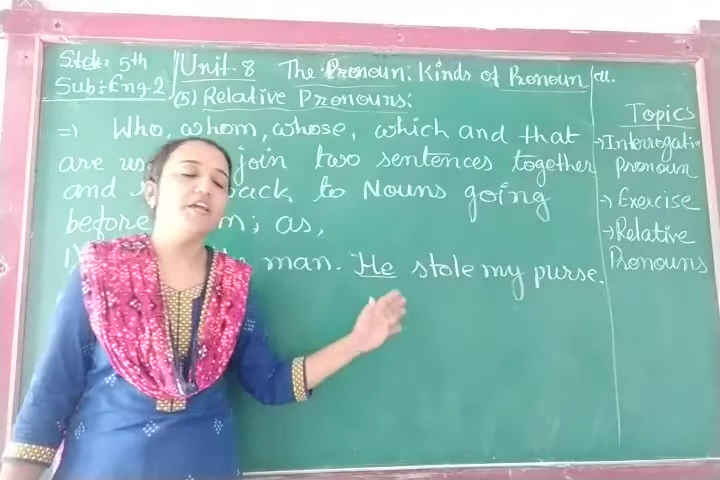 Std: 5th
Sub: Eng-2
Unit-8 The Pronoun: Kinds of Pronoun
(5) Relative Pronouns:
=) Who, whom, whose, which and that
are join two sentences together
and back to Nouns going
before ; as,
man. He stole my purse.
Topics
→ Interrogative
Pronoun
→ Exercise
→ Relative
Pronouns